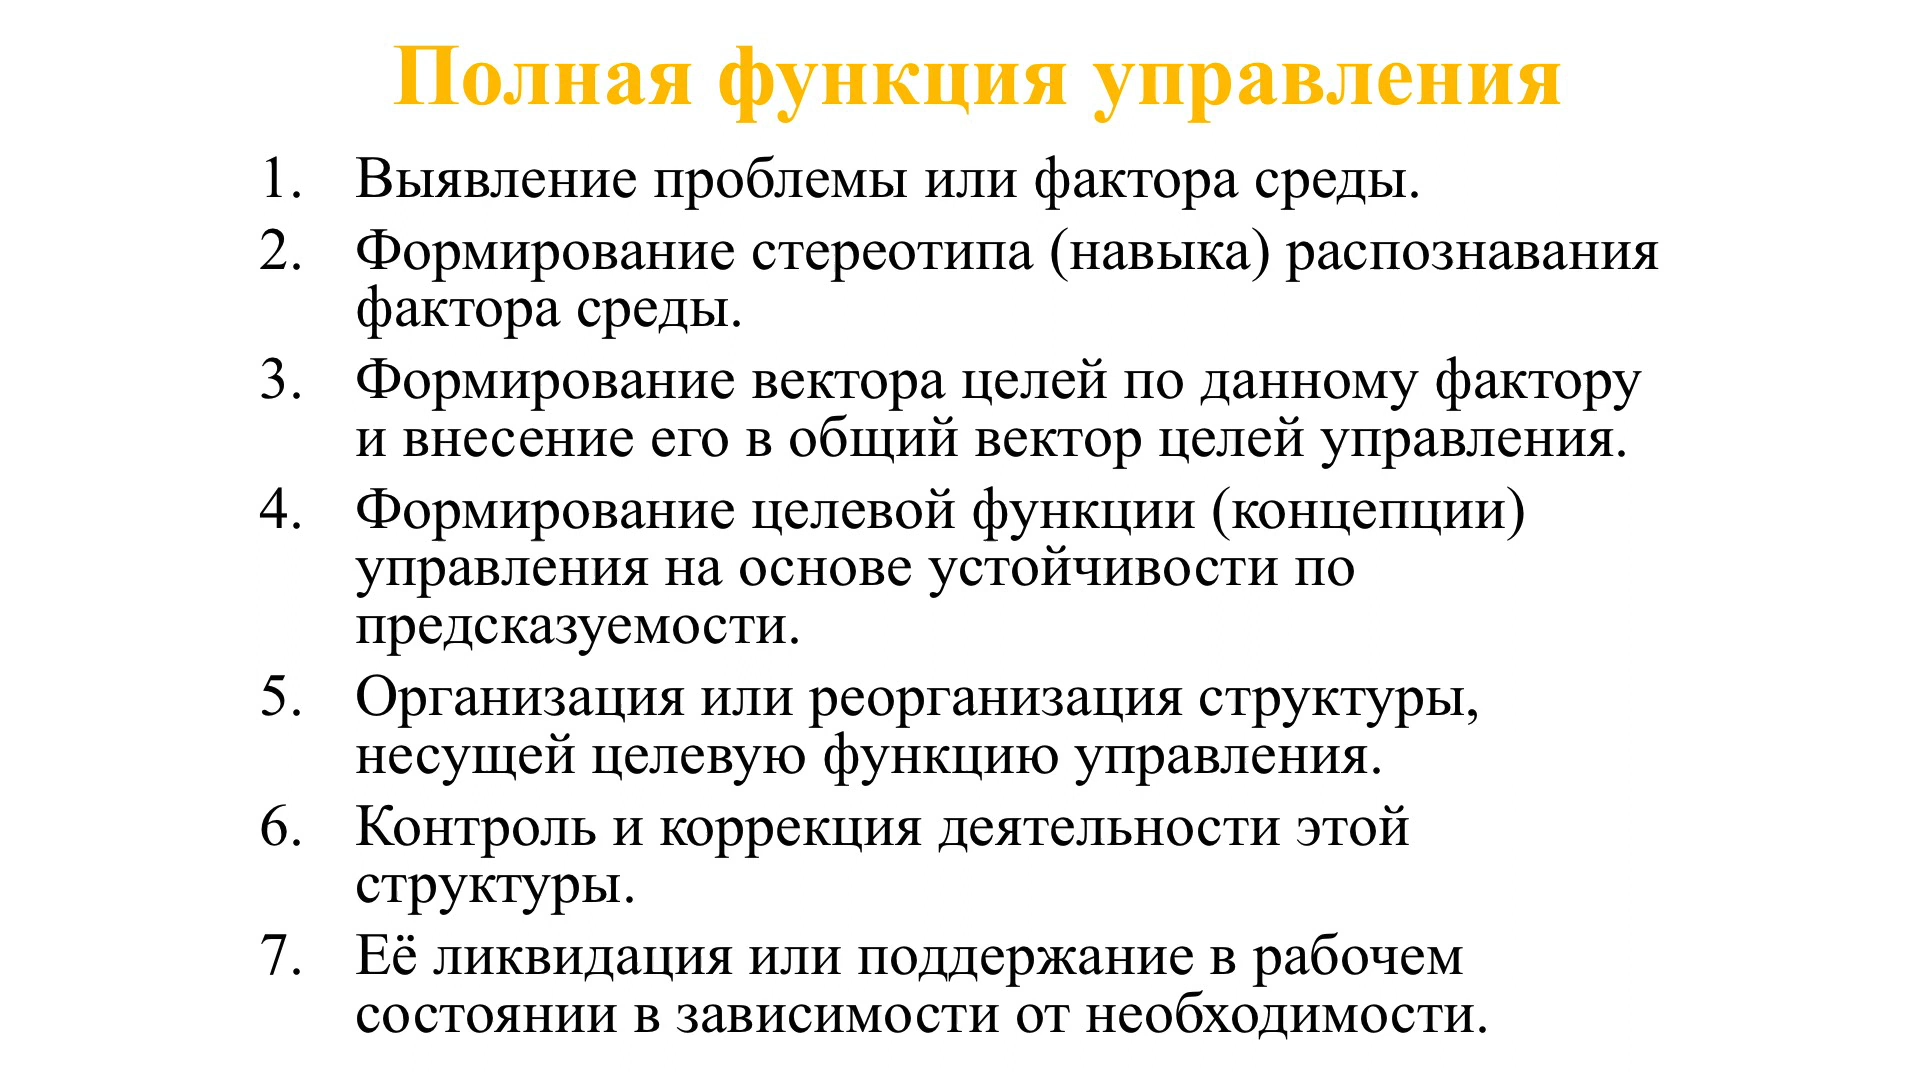 Полная функция управления
1. Выявление проблемы или фактора среды.
2. Формирование стереотипа (навыка) распознавания
фактора среды.
3. Формирование вектора целей по данному фактору
и внесение его в общий вектор целей управления.
4. Формирование целевой функции (концепции)
управления на основе устойчивости по
предсказуемости.
5. Организация или реорганизация структуры,
несущей целевую функцию управления.
6. Контроль и коррекция деятельности этой
структуры.
7. Её ликвидация или поддержание в рабочем
состоянии в зависимости от необходимости.